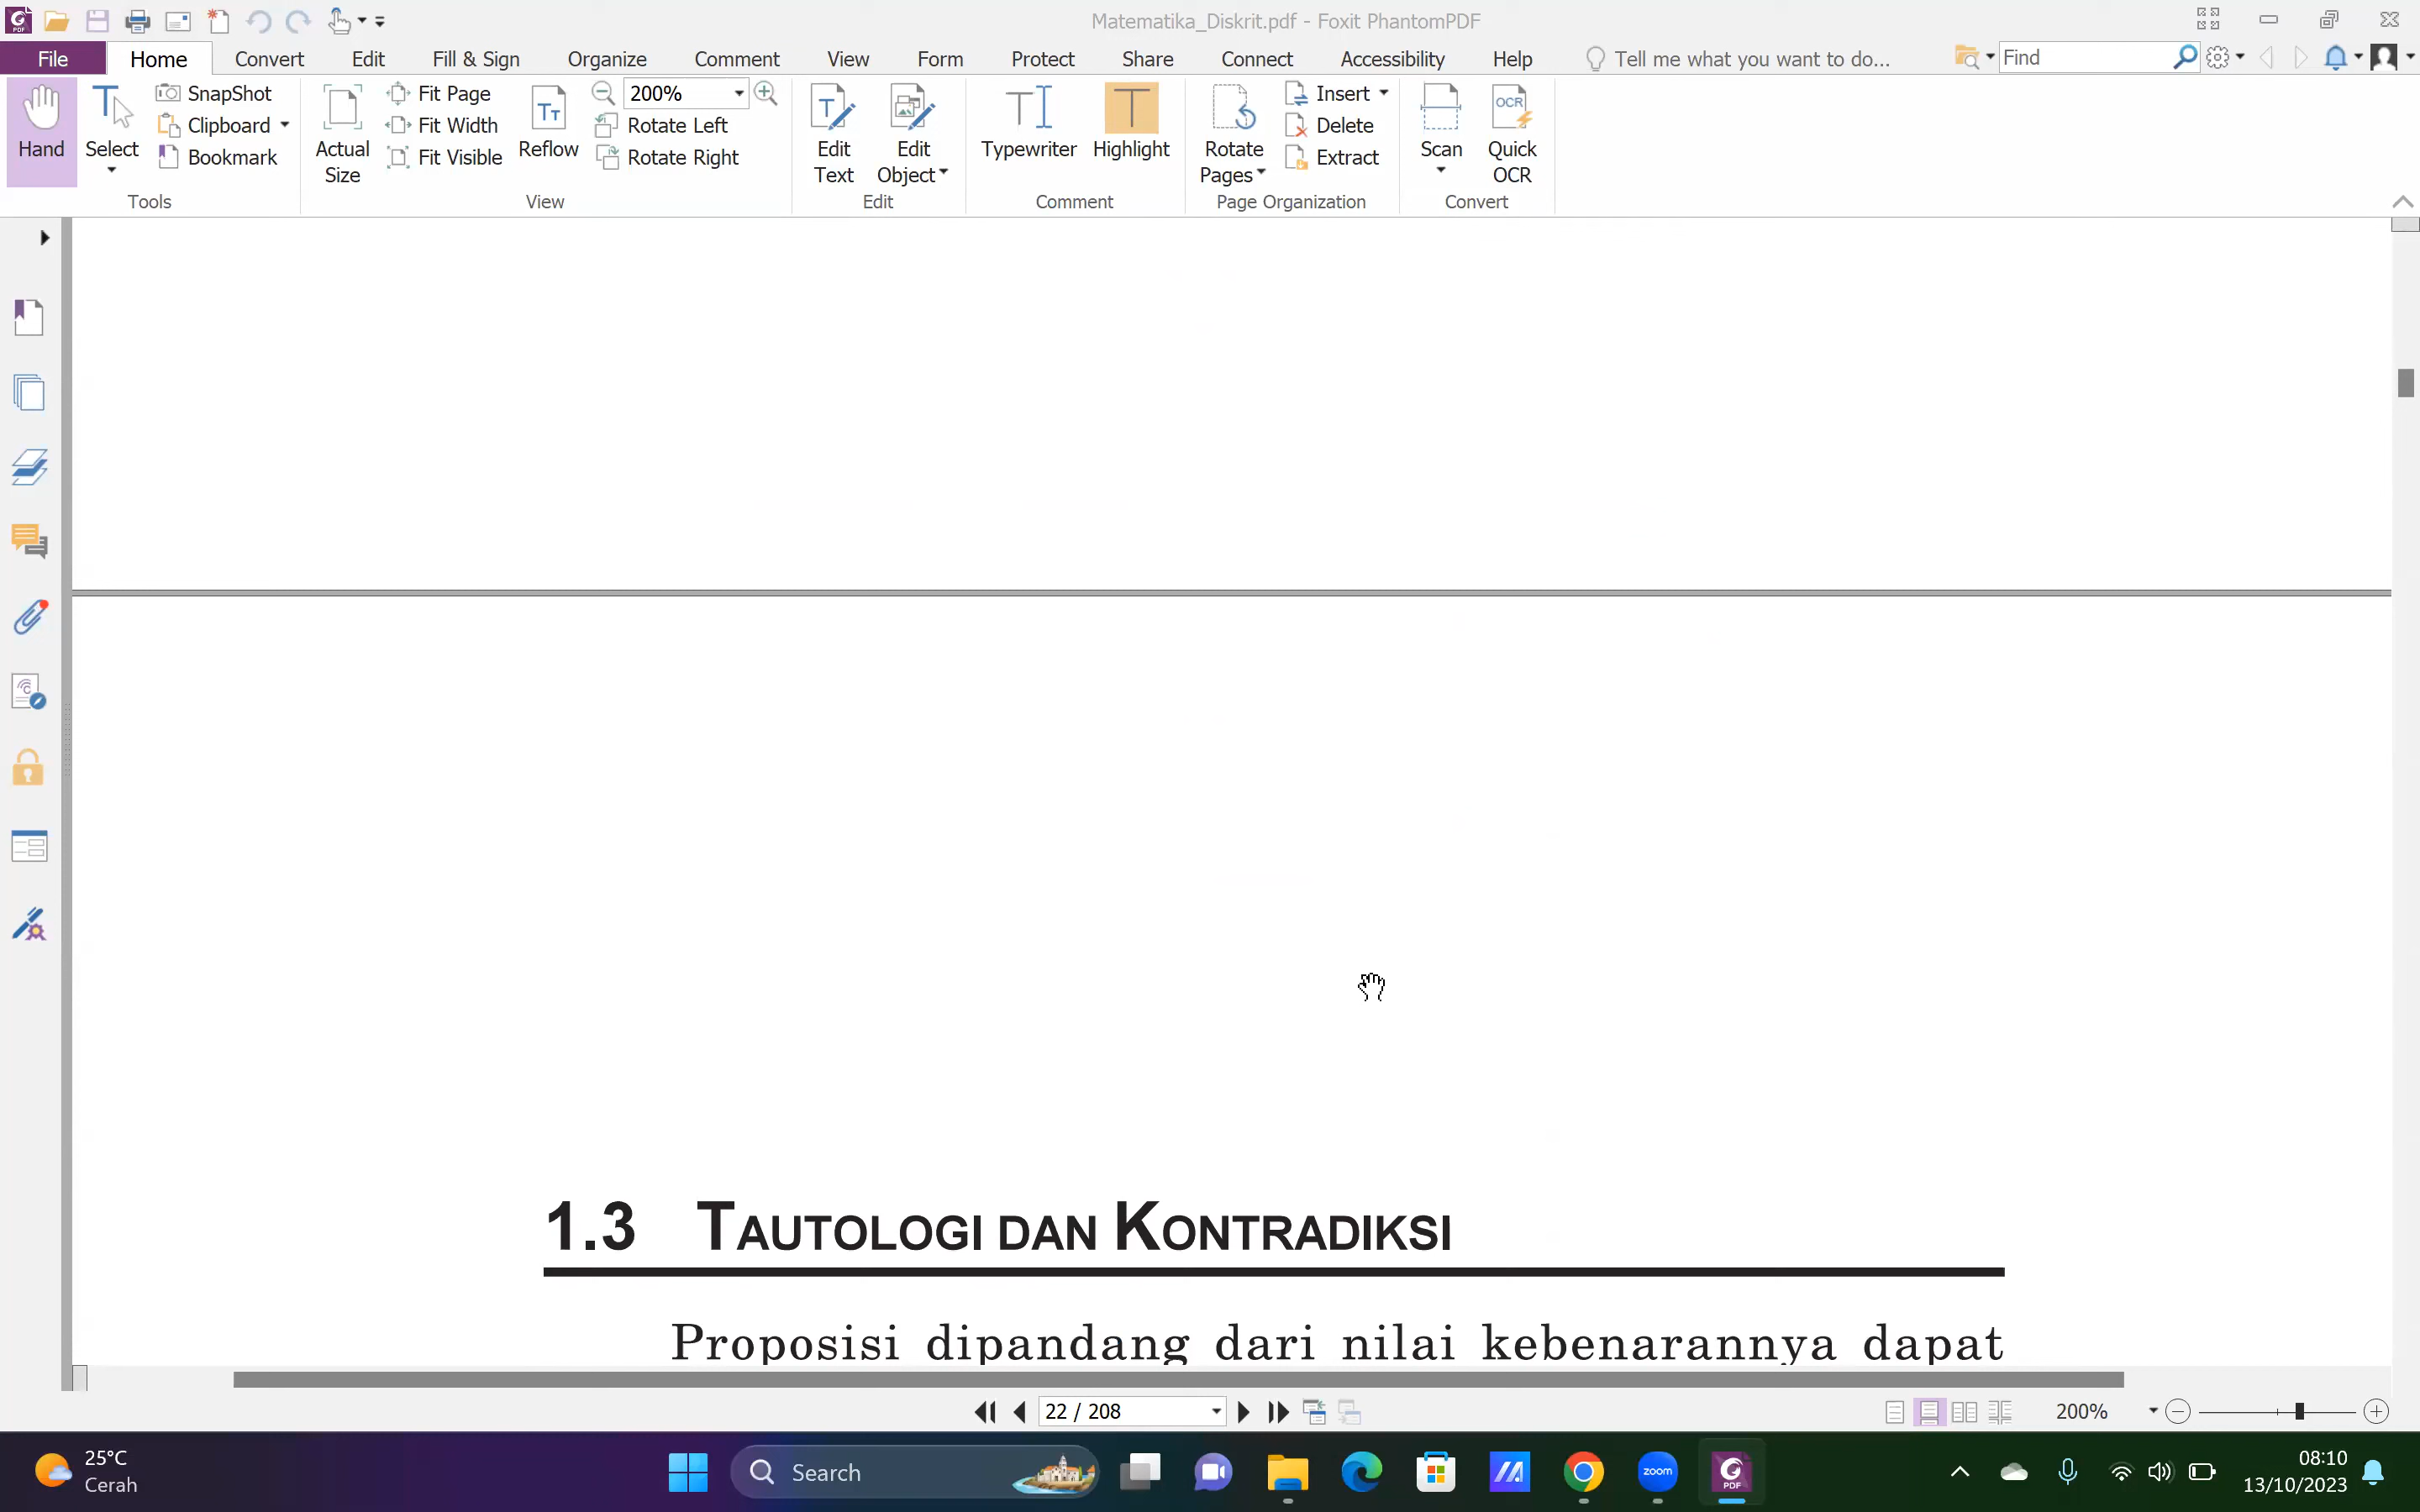 Matematika_Diskrit.pdf - Foxit PhantomPDF
File Home Convert Edit Fill & Sign Organize Comment View Form Protect Share Connect Accessibility Help Tell me what you want to do... Find
Hand
Select
SnapShot
Clipboard
Bookmark
Tools
Actual
Size
Fit Page
Fit Width
Fit Visible
Reflow
200%
Rotate Left
Rotate Right
View
Edit
Text
Edit
Object
Edit
Typewriter
Highlight
Comment
Rotate
Pages
Insert
Delete
Extract
Page Organization
Scan
OCR
Quick
OCR
Convert
1.3 TAUTOLOGI DAN KONTRADIKSI
Proposisi dipandang dari nilai kebenarannya dapat
22 / 208
200%
25°C
Cerah
Search
zoom
PDF
08:10
13/10/2023